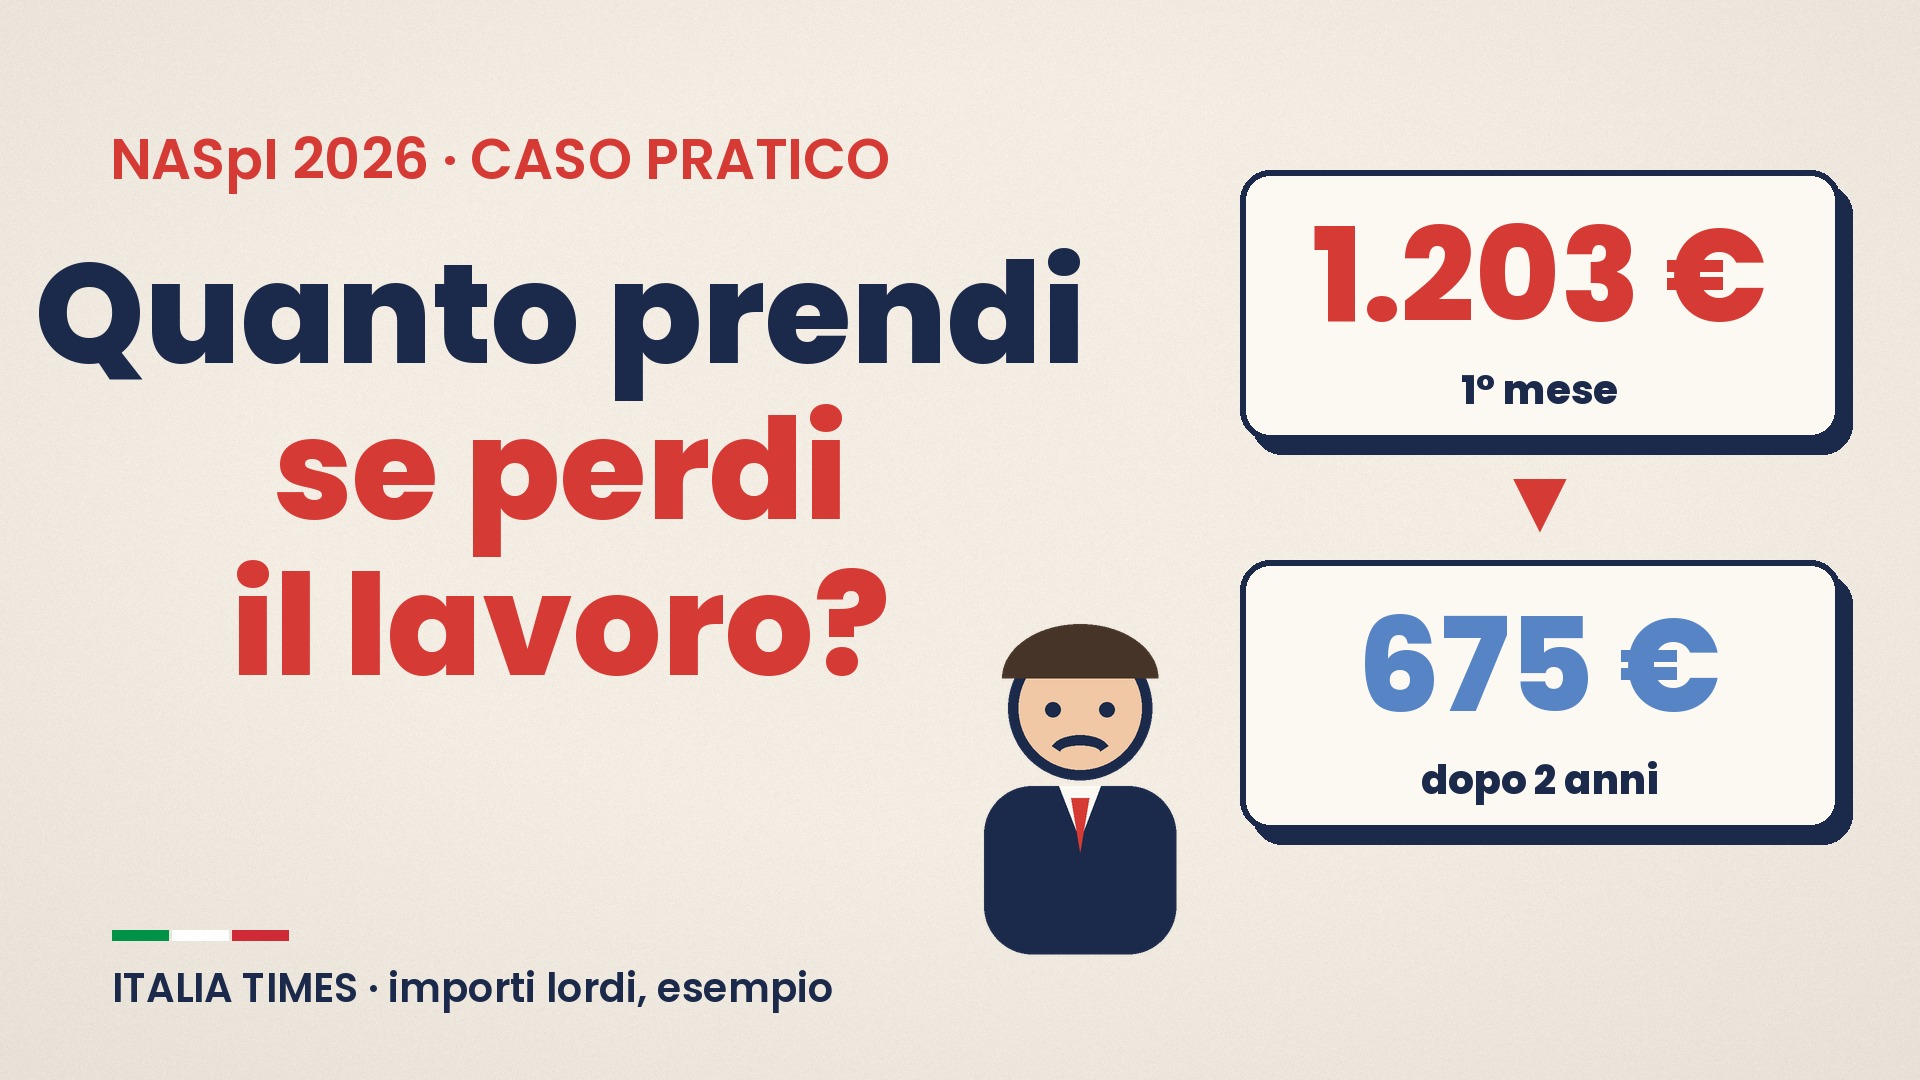 NASpI 2026 · CASO PRATICO
Quanto prendi
se perdi
il lavoro?
1.203 €
1° mese
675 €
dopo 2 anni
ITALIA TIMES · importi lordi, esempio